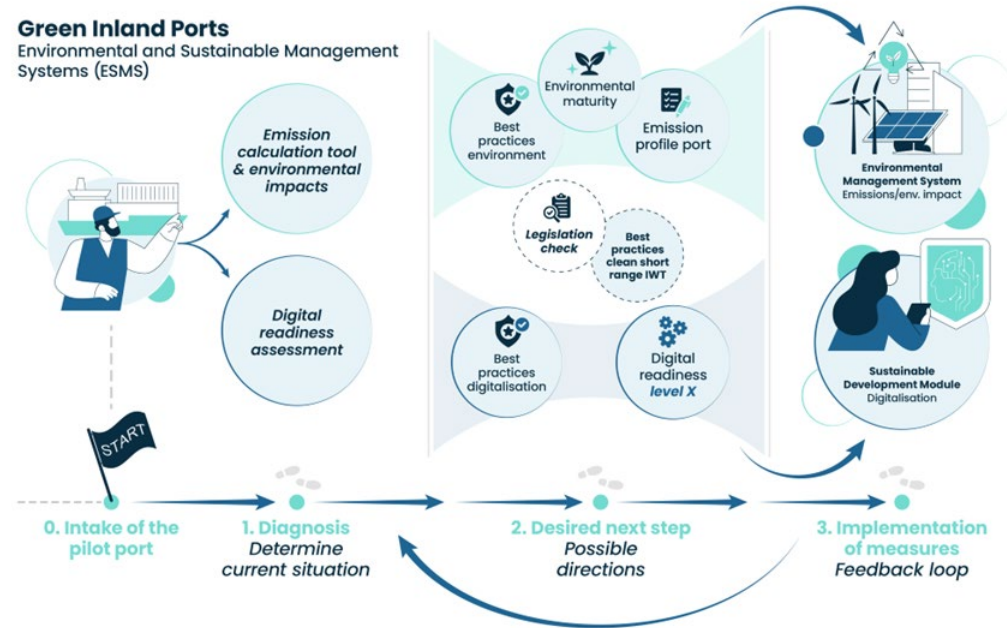 Green Inland Ports
Environmental and Sustainable Management
Systems (ESMS)
Emission
calculation tool
& environmental
impacts
Digital
readiness
assessment
Environmental
maturity
Best
practices
environment
Emission
profile port
Legislation
check
Best
practices
clean short
range IWT
Best
practices
digitalisation
Digital
readiness
level X
Environmental
Management System
Emissions/env. impact
Sustainable
Development Module
Digitalisation
START
0. Intake of the
pilot port
1. Diagnosis
Determine
current situation
2. Desired next step
Possible
directions
3. Implementation
of measures
Feedback loop